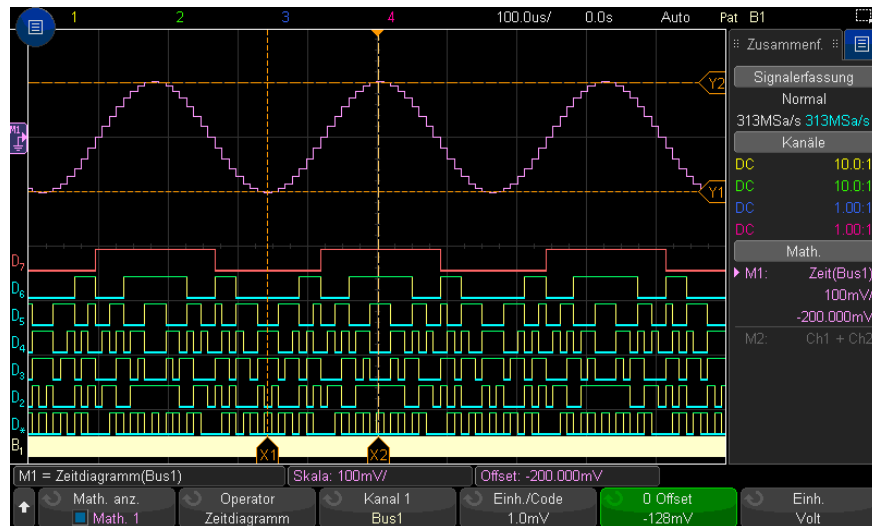 1 2 3 4 100.0us/ 0.0s Auto Pat B1
Zusammenf.
Signalerfassung
Normal
313MSa/s 313MSa/s
Kanäle
DC 10.0:1
DC 10.0:1
DC 1.00:1
DC 1.00:1
Math.
M1: Zeit(Bus1)
100mV/
-200.000mV
M2: Ch1 + Ch2
Y2
M1
Y1
D7
D6
D5
D4
D3
D2
D*
B1
X1 X2
M1 = Zeitdiagramm(Bus1) Skala: 100mV/ Offset: -200.000mV
Math. anz. Operator Kanal 1 Einh./Code 0 Offset Einh.
Math. 1 Zeitdiagramm Bus1 1.0mV -128mV Volt